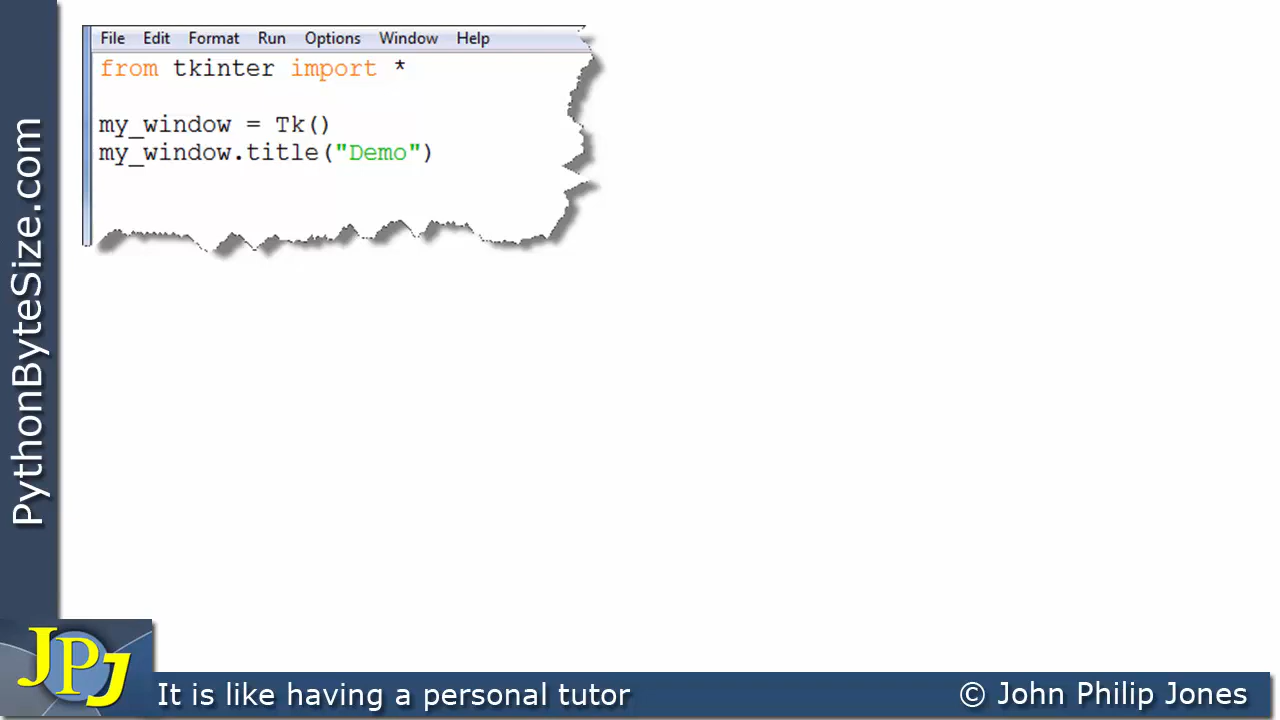 File Edit Format Run Options Window Help
from tkinter import *
my_window = Tk()
my_window.title("Demo")
PythonByteSize.com
JPJ
It is like having a personal tutor
© John Philip Jones